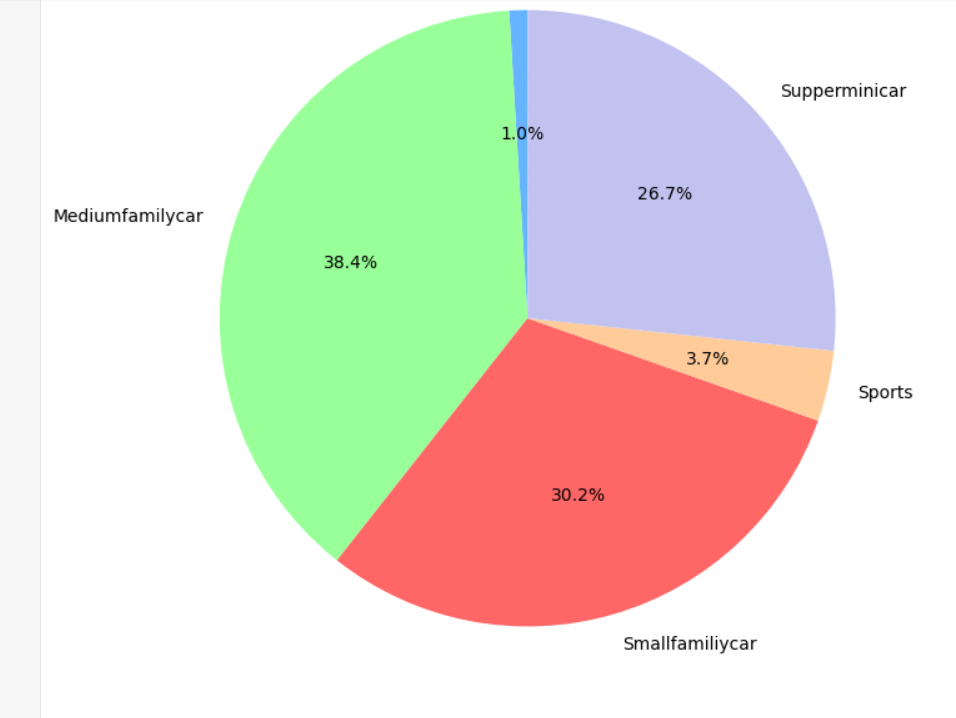 Supperminicar
1.0%
26.7%
Mediumfamilycar
38.4%
3.7%
Sports
30.2%
Smallfamiliycar